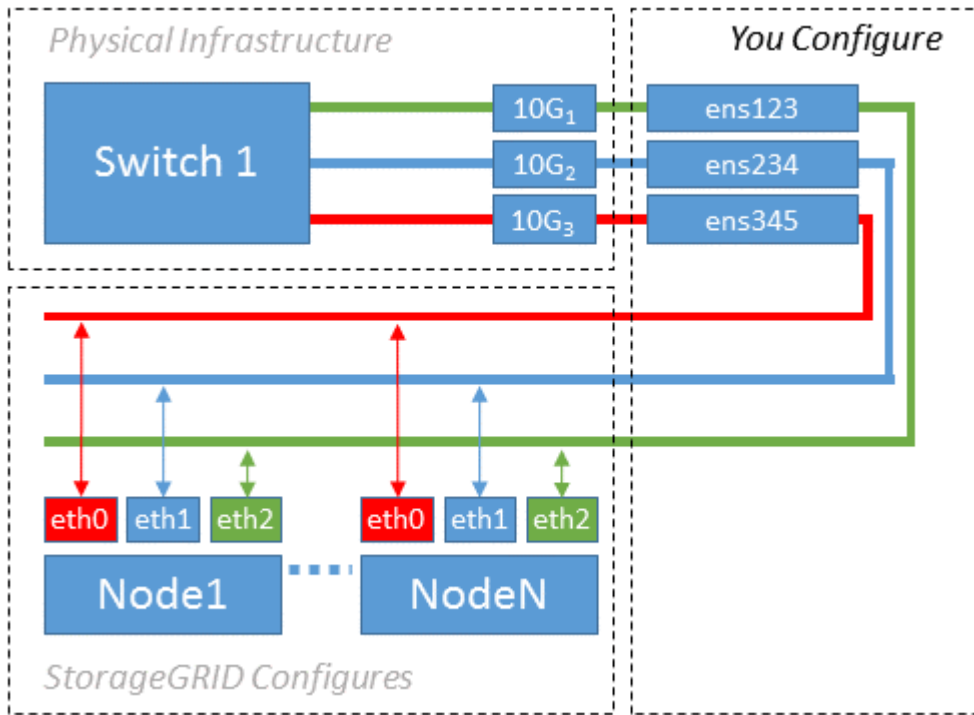 Physical Infrastructure
You Configure
Switch 1
10G₁
ens123
10G₂
ens234
10G₃
ens345
eth0
eth1
eth2
eth0
eth1
eth2
Node1
NodeN
StorageGRID Configures